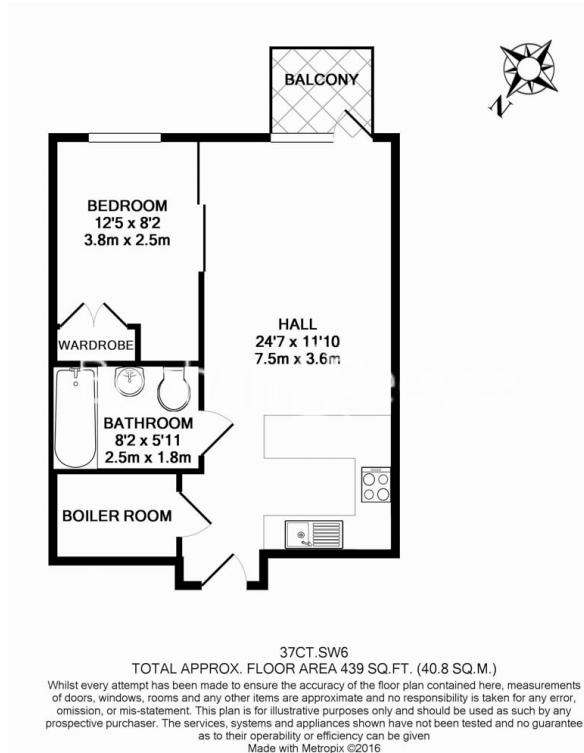 BALCONY
N
BEDROOM
12'5 x 8'2
3.8m x 2.5m
HALL
24'7 x 11'10
7.5m x 3.6m
WARDROBE
BATHROOM
8'2 x 5'11
2.5m x 1.8m
BOILER ROOM
37CT.SW6
TOTAL APPROX. FLOOR AREA 439 SQ.FT. (40.8 SQ.M.)
Whilst every attempt has been made to ensure the accuracy of the floor plan contained here, measurements
of doors, windows, rooms and any other items are approximate and no responsibility is taken for any error,
omission, or mis-statement. This plan is for illustrative purposes only and should be used as such by any
prospective purchaser. The services, systems and appliances shown have not been tested and no guarantee
as to their operability or efficiency can be given
Made with Metropix ©2016